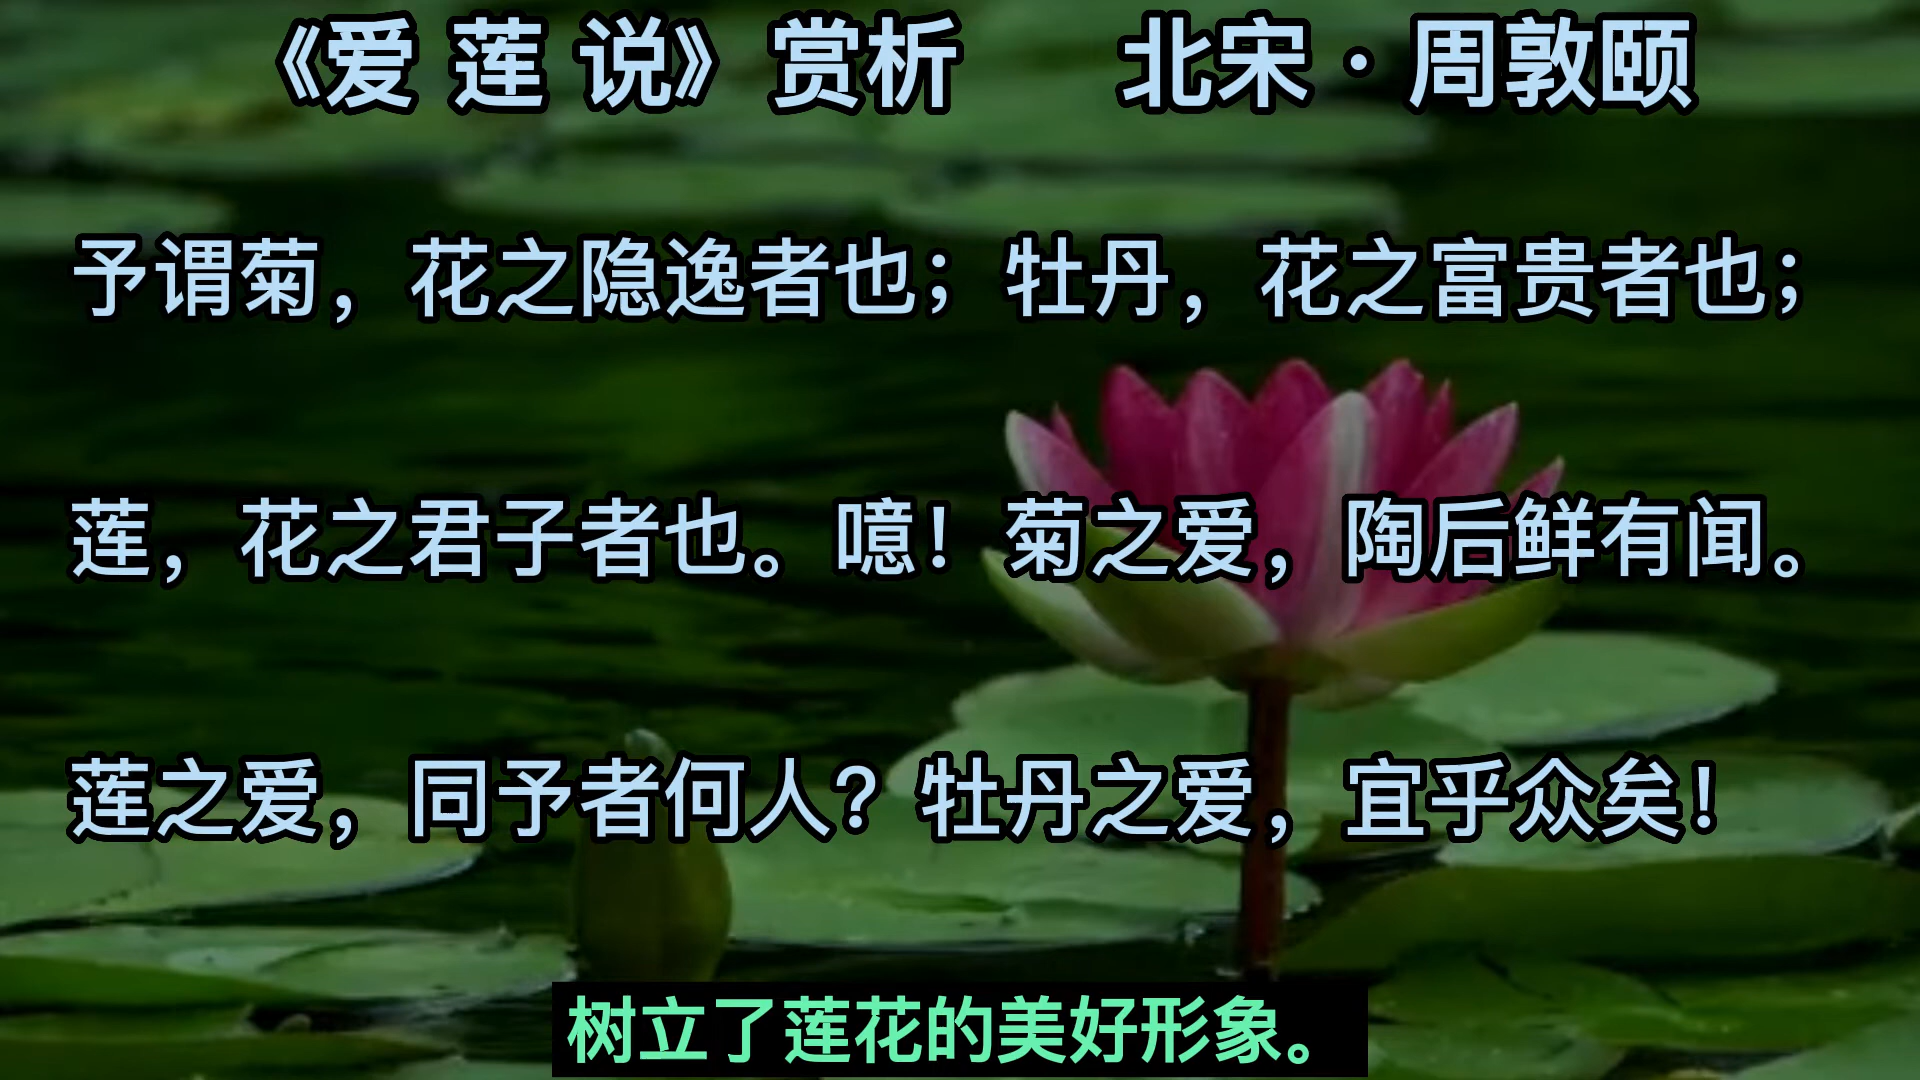 《爱 莲 说》赏析 北宋·周敦颐
予谓菊，花之隐逸者也；牡丹，花之富贵者也；
莲，花之君子者也。噫！菊之爱，陶后鲜有闻。
莲之爱，同予者何人？牡丹之爱，宜乎众矣！
树立了莲花的美好形象。